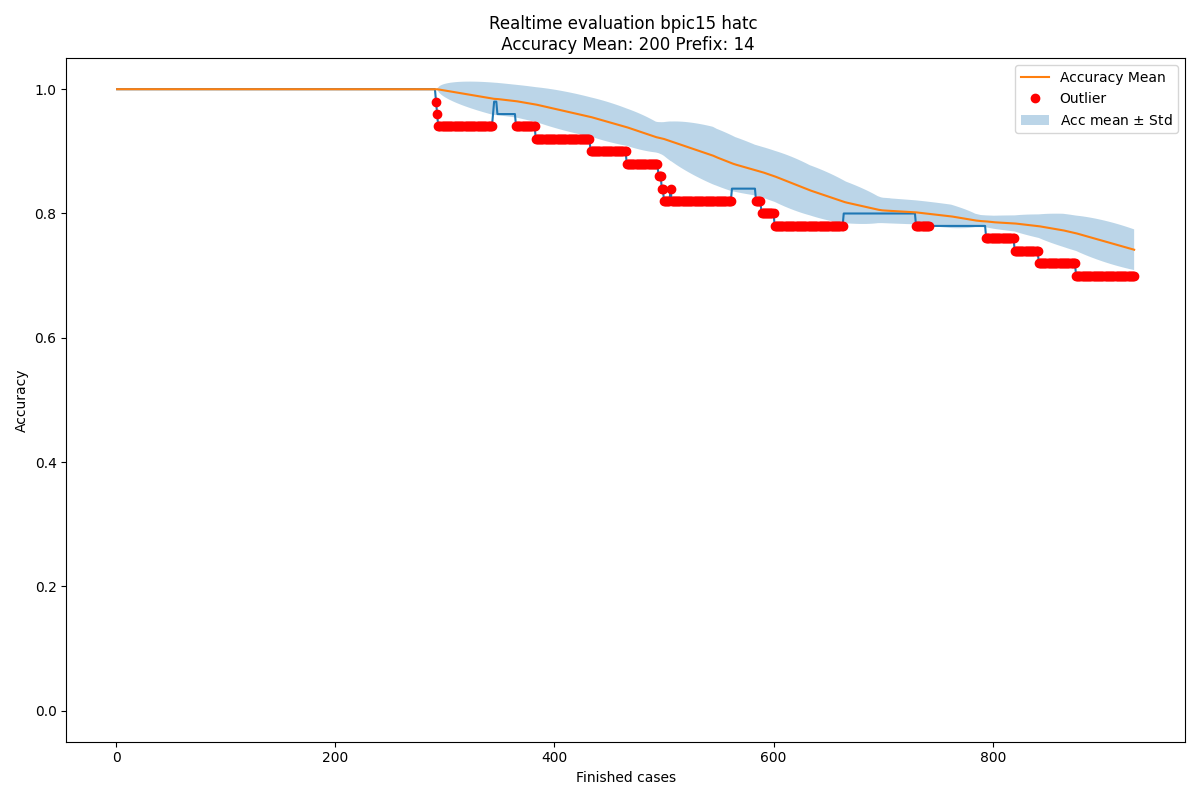 Realtime evaluation bpic15 hatc
Accuracy Mean: 200 Prefix: 14
Accuracy Mean
Outlier
Acc mean ± Std
1.0
0.8
0.6
0.4
0.2
0.0
Accuracy
0
200
400
600
800
Finished cases